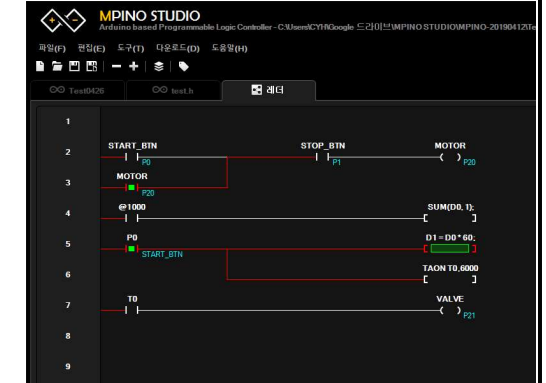 MPINO STUDIO
Arduino based Programmable Logic Controller - C:\Users\CYH\Google 드라이브\MPINO STUDIO\MPINO-20190412\Te
파일(F) 편집(E) 도구(T) 다운로드(D) 도움말(H)
Test0426 test.h 레더
1
START_BTN STOP_BTN MOTOR
2
P0 P1 P20
MOTOR
3
P20
@1000 SUM(D0, 1);
4
P0 D1 = D0 * 60;
5
START_BTN
TAON T0,6000
6
T0 VALVE
7
P21
8
9